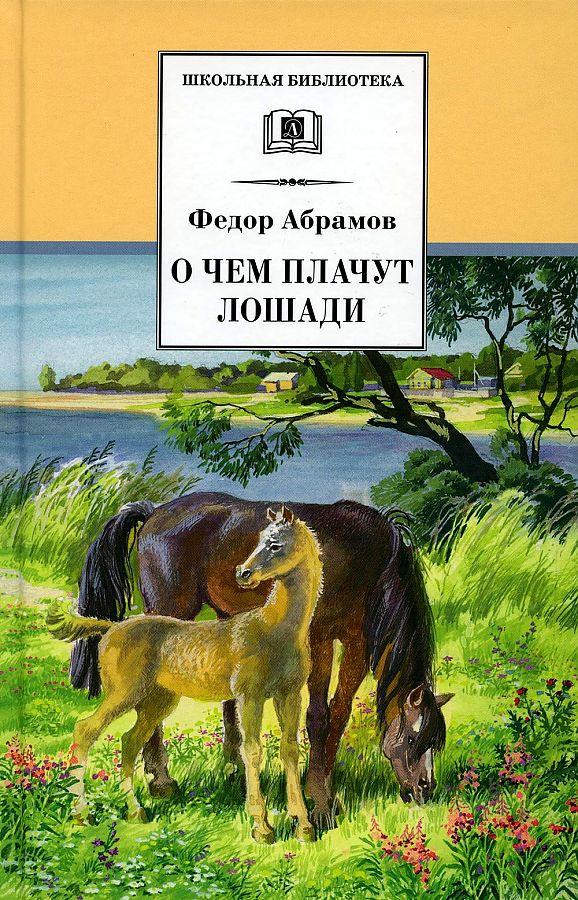 ШКОЛЬНАЯ БИБЛИОТЕКА
Д
Федор Абрамов
О ЧЕМ ПЛАЧУТ
ЛОШАДИ